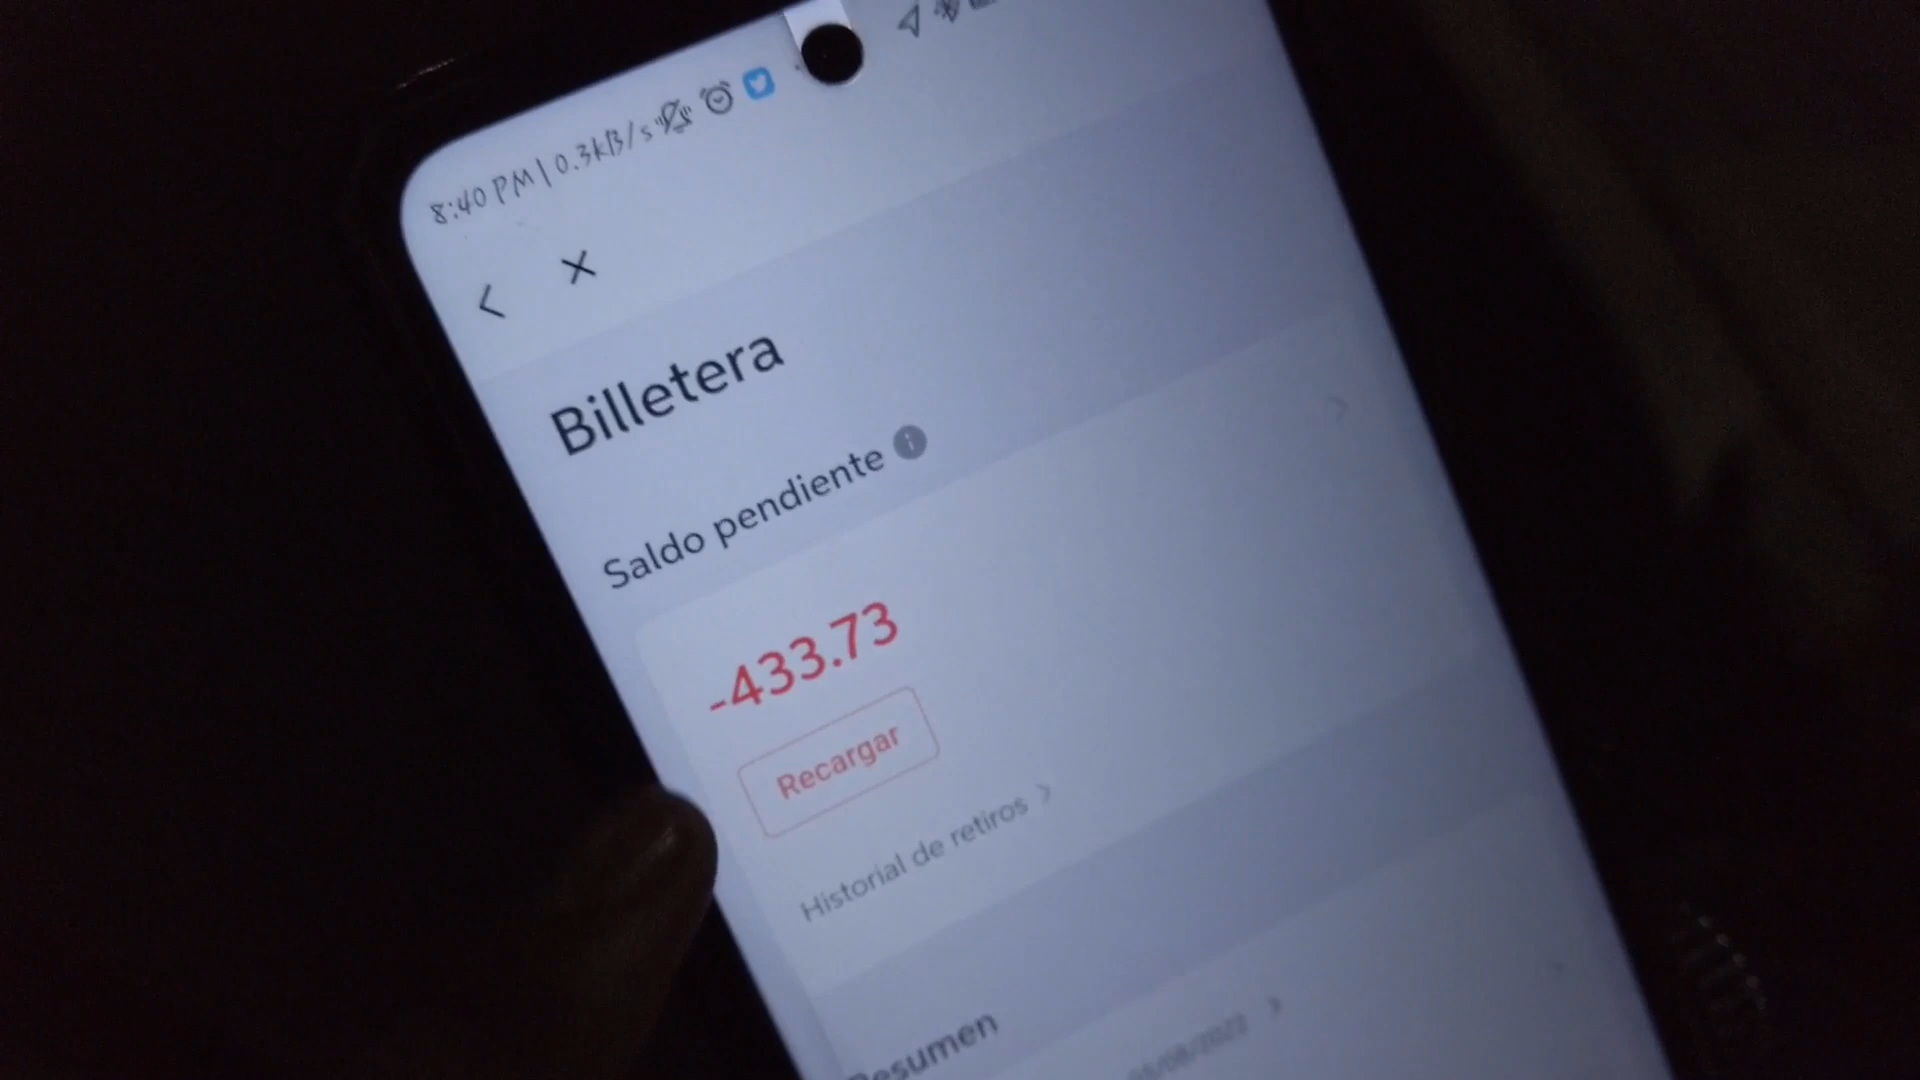 8:40 PM | 0.3kB/s
Billetera
Saldo pendiente
-433.73
Recargar
Historial de retiros
Resumen